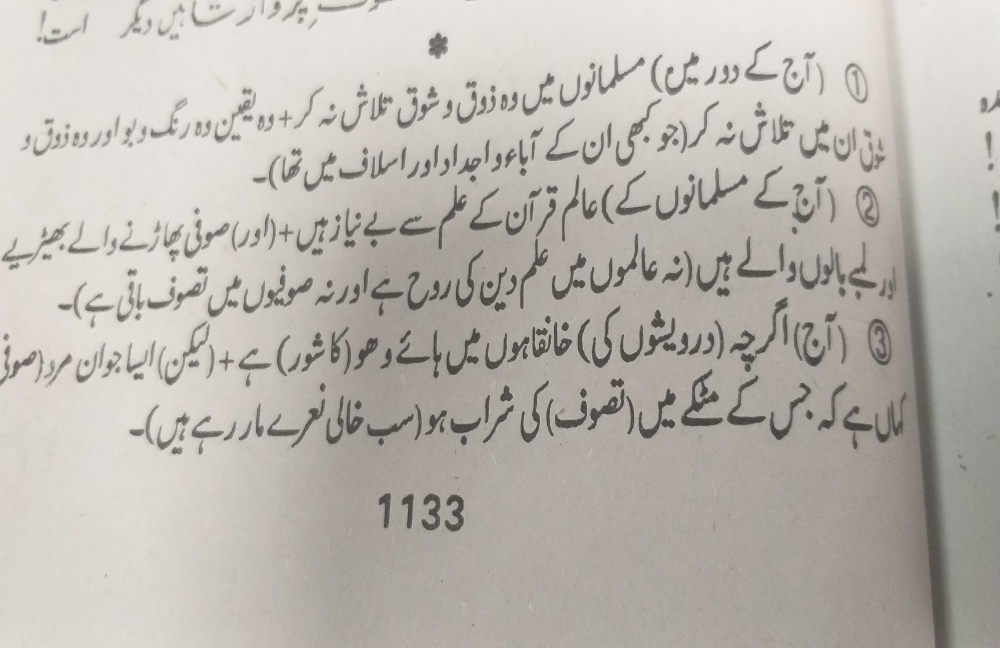 پرواز شاہیں دیگر است!
① (آج کے دور میں) مسلمانوں میں وہ ذوق و شوق تلاش نہ کر + وہ یقین وہ رنگ و بو اور وہ ذوق و
شوق ان میں تلاش نہ کر (جو کبھی ان کے آباء و اجداد اور اسلاف میں تھا)۔
② (آج کے مسلمانوں کے) عالم قرآن کے علم سے بے نیاز ہیں + (اور) صوفی پھاڑنے والے بھیڑیے
اور لمبے بالوں والے ہیں (نہ عالموں میں علم دین کی روح ہے اور نہ صوفیوں میں تصوف باقی ہے)۔
③ (آج) اگرچہ (درویشوں کی) خانقاہوں میں ہائے و ھو (کا شور) ہے + (لیکن) ایسا جوان مرد (صوفی
کہاں ہے کہ جس کے مٹکے میں (تصوف) کی شراب ہو (سب خالی نعرے مار رہے ہیں)۔
1133